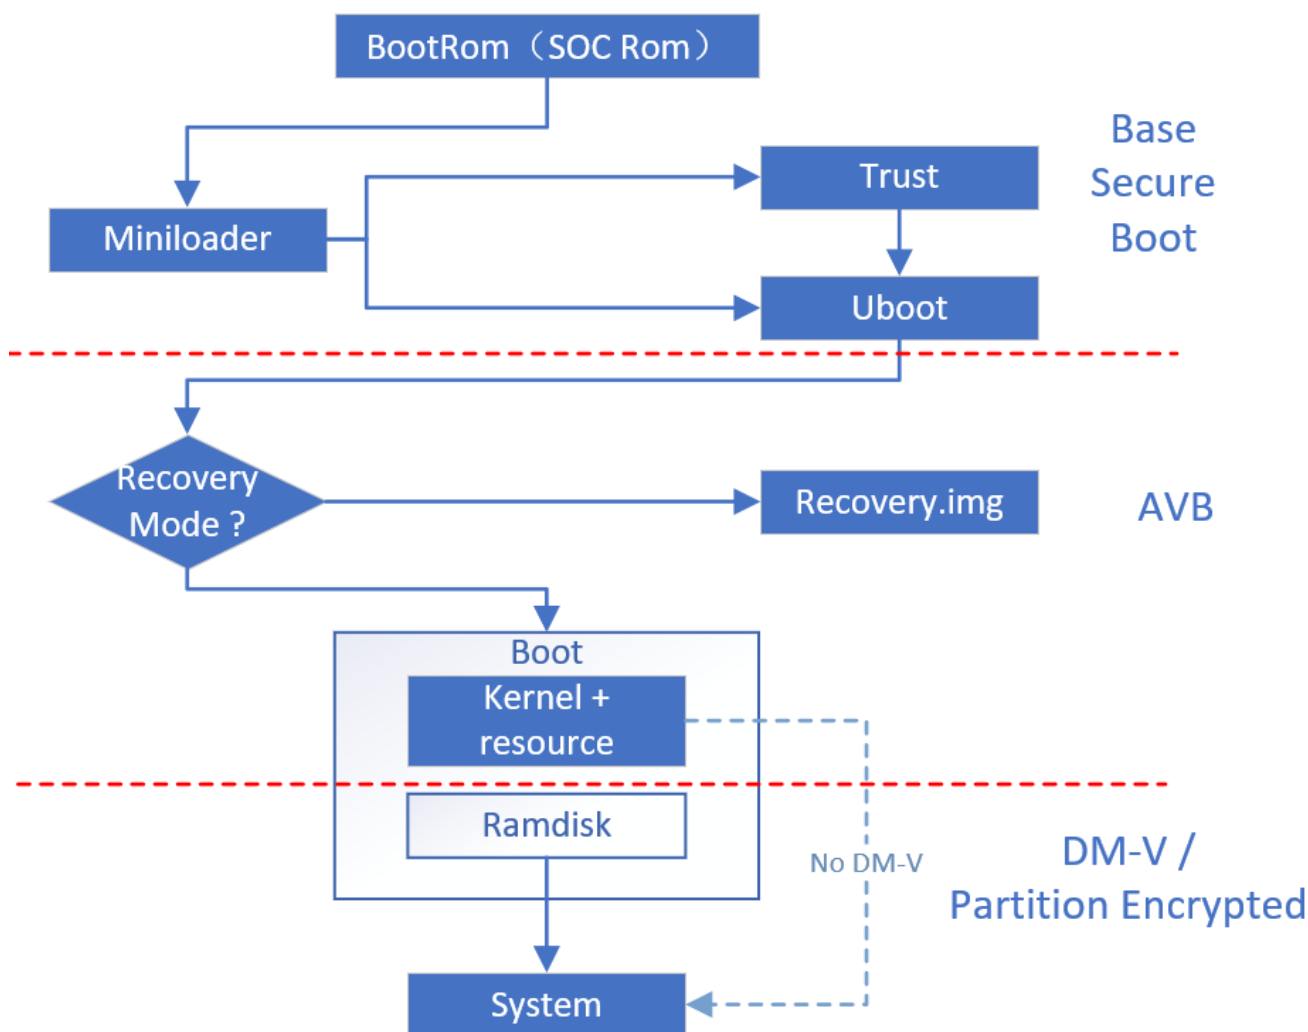 BootRom（SOC Rom）
Base
Secure
Boot
Trust
Miniloader
Uboot
Recovery
Mode ?
Recovery.img
AVB
Boot
Kernel +
resource
Ramdisk
No DM-V
DM-V /
Partition Encrypted
System